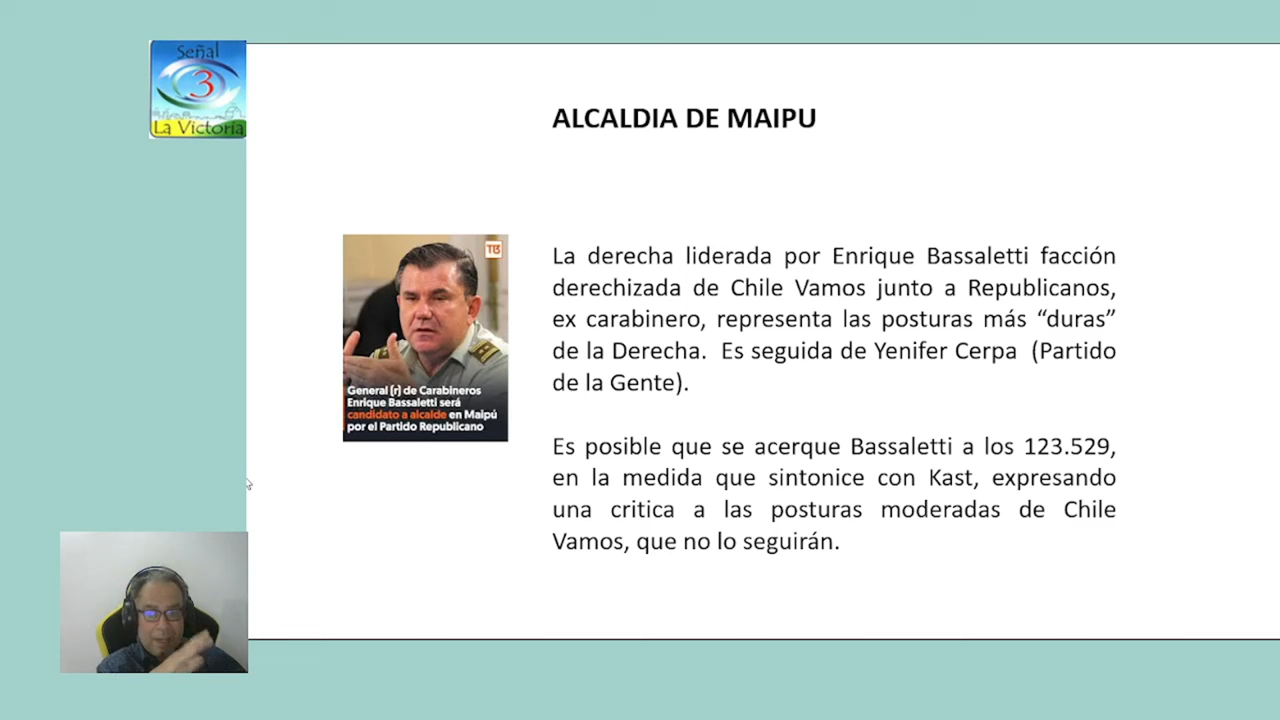 Señal
3
La Victoria
ALCALDIA DE MAIPU
T13
General [r] de Carabineros
Enrique Bassaletti será
candidato a alcalde en Maipú
por el Partido Republicano
La derecha liderada por Enrique Bassaletti facción
derechizada de Chile Vamos junto a Republicanos,
ex carabinero, representa las posturas más “duras”
de la Derecha. Es seguida de Yenifer Cerpa (Partido
de la Gente).
Es posible que se acerque Bassaletti a los 123.529,
en la medida que sintonice con Kast, expresando
una critica a las posturas moderadas de Chile
Vamos, que no lo seguirán.